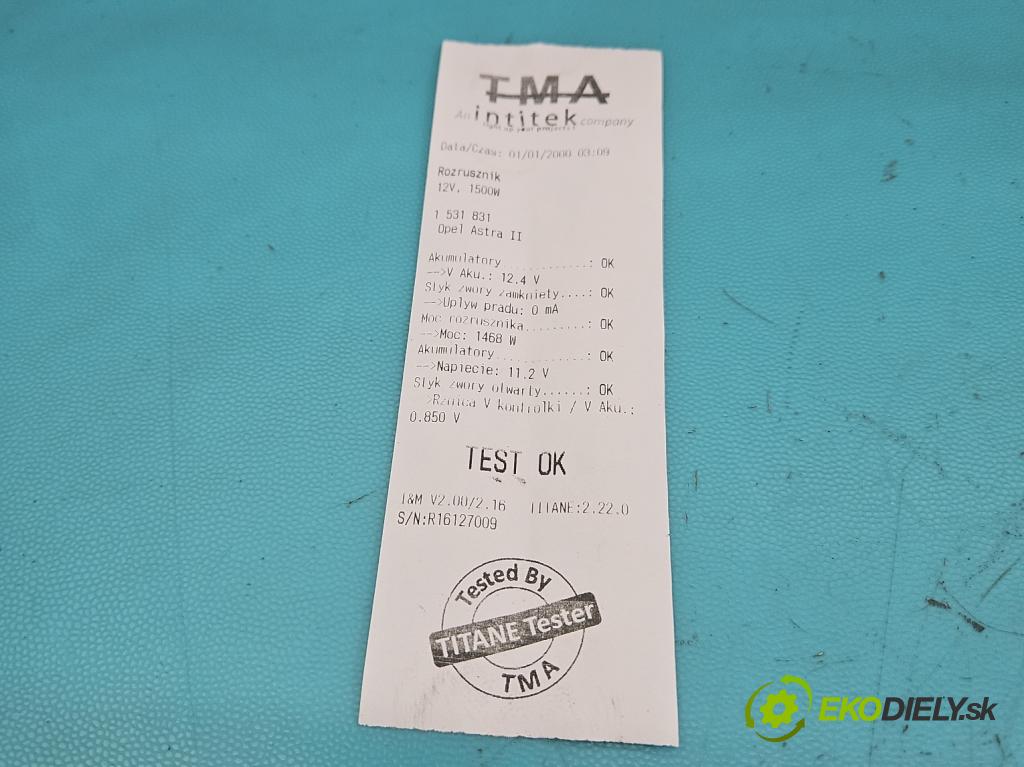 TMA
An intitek company
light up your projects !
Data/Czas: 01/01/2000 03:09
Rozrusznik
12V, 1500W
1 531 831
Opel Astra II
Akumulatory.............: OK
-->V Aku.: 12.4 V
Styk zwory zamkniety....: OK
-->Uplyw pradu: 0 mA
Moc rozrusznika.........: OK
-->Moc: 1468 W
Akumulatory.............: OK
-->Napiecie: 11.2 V
Styk zwory otwarty......: OK
-->Rznica V kontrolki / V Aku.:
0.850 V
TEST OK
I&M V2.00/2.16 TITANE:2.22.0
S/N:R16127009
Tested By
TITANE Tester
TMA
EKODIELY.sk